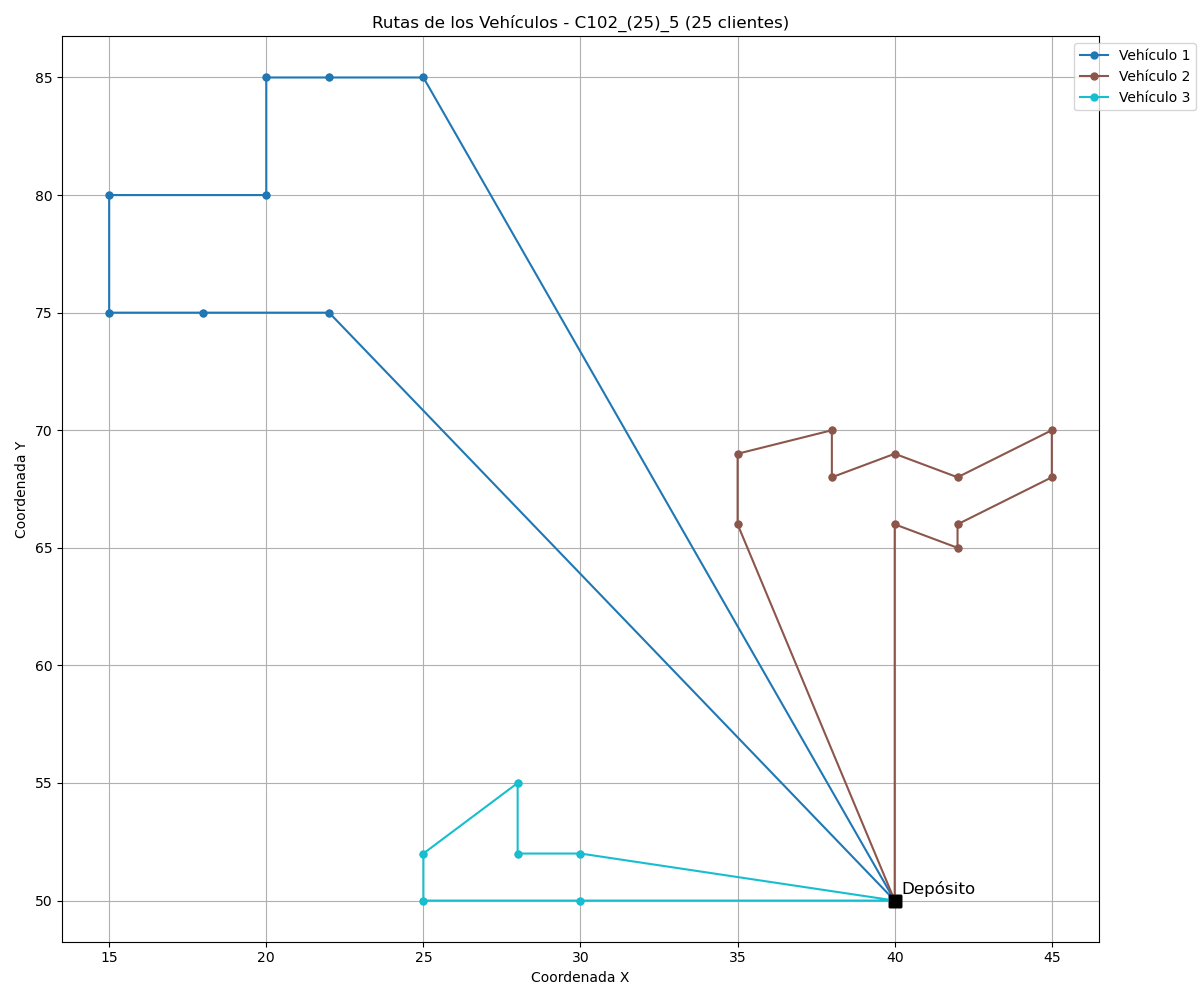 Rutas de los Vehículos - C102_(25)_5 (25 clientes)
Vehículo 1
Vehículo 2
Vehículo 3
85
80
75
70
65
60
55
50
Coordenada Y
Depósito
15 20 25 30 35 40 45
Coordenada X